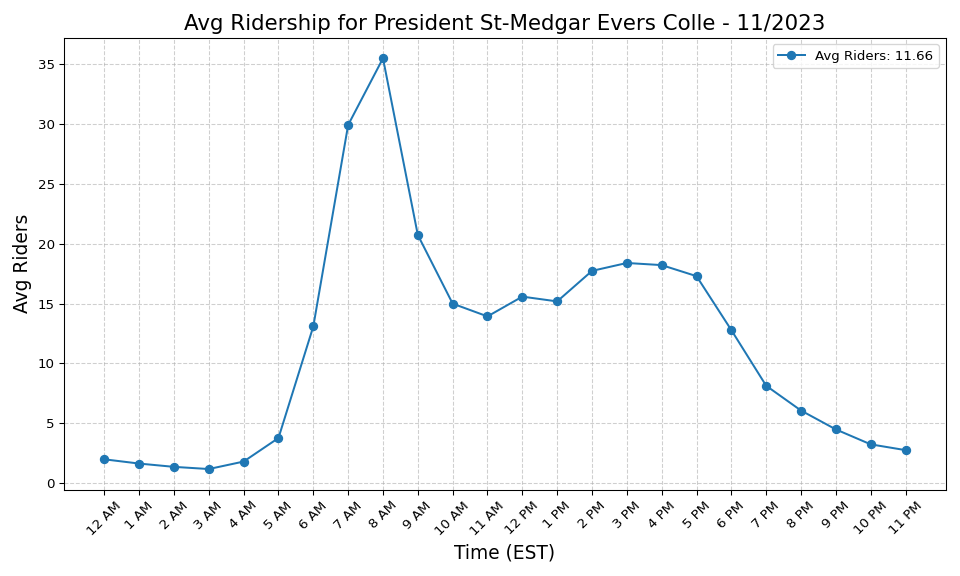 Avg Ridership for President St-Medgar Evers Colle - 11/2023
Avg Riders: 11.66
Avg Riders
35
30
25
20
15
10
5
0
12 AM
1 AM
2 AM
3 AM
4 AM
5 AM
6 AM
7 AM
8 AM
9 AM
10 AM
11 AM
12 PM
1 PM
2 PM
3 PM
4 PM
5 PM
6 PM
7 PM
8 PM
9 PM
10 PM
11 PM
Time (EST)